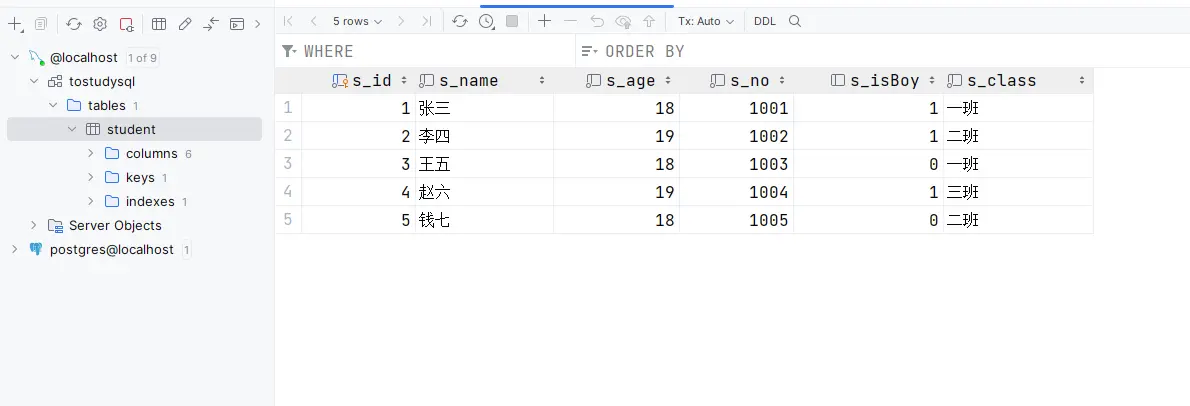 5 rows
Tx: Auto
DDL
WHERE
ORDER BY
@localhost 1 of 9
tostudysql
tables 1
student
columns 6
keys 1
indexes 1
Server Objects
postgres@localhost 1
s_id s_name s_age s_no s_isBoy s_class
1 1 张三 18 1001 1 一班
2 2 李四 19 1002 1 二班
3 3 王五 18 1003 0 一班
4 4 赵六 19 1004 1 三班
5 5 钱七 18 1005 0 二班